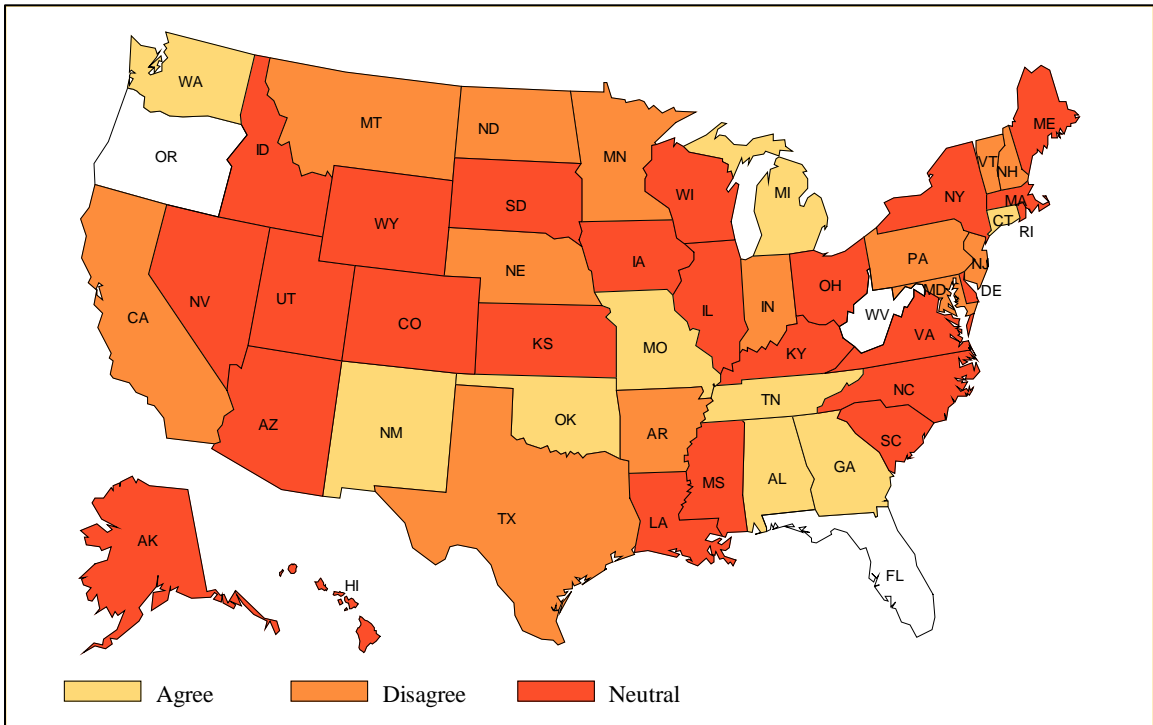 WA
MT
ND
MN
ME
OR
ID
VT
NH
WI
MI
NY
MA
SD
WY
CT
RI
PA
IA
NE
NJ
OH
MD
DE
NV
UT
IN
IL
WV
CA
CO
VA
KS
MO
KY
NC
TN
OK
AZ
NM
AR
SC
GA
AL
MS
TX
LA
AK
FL
HI
Agree Disagree Neutral